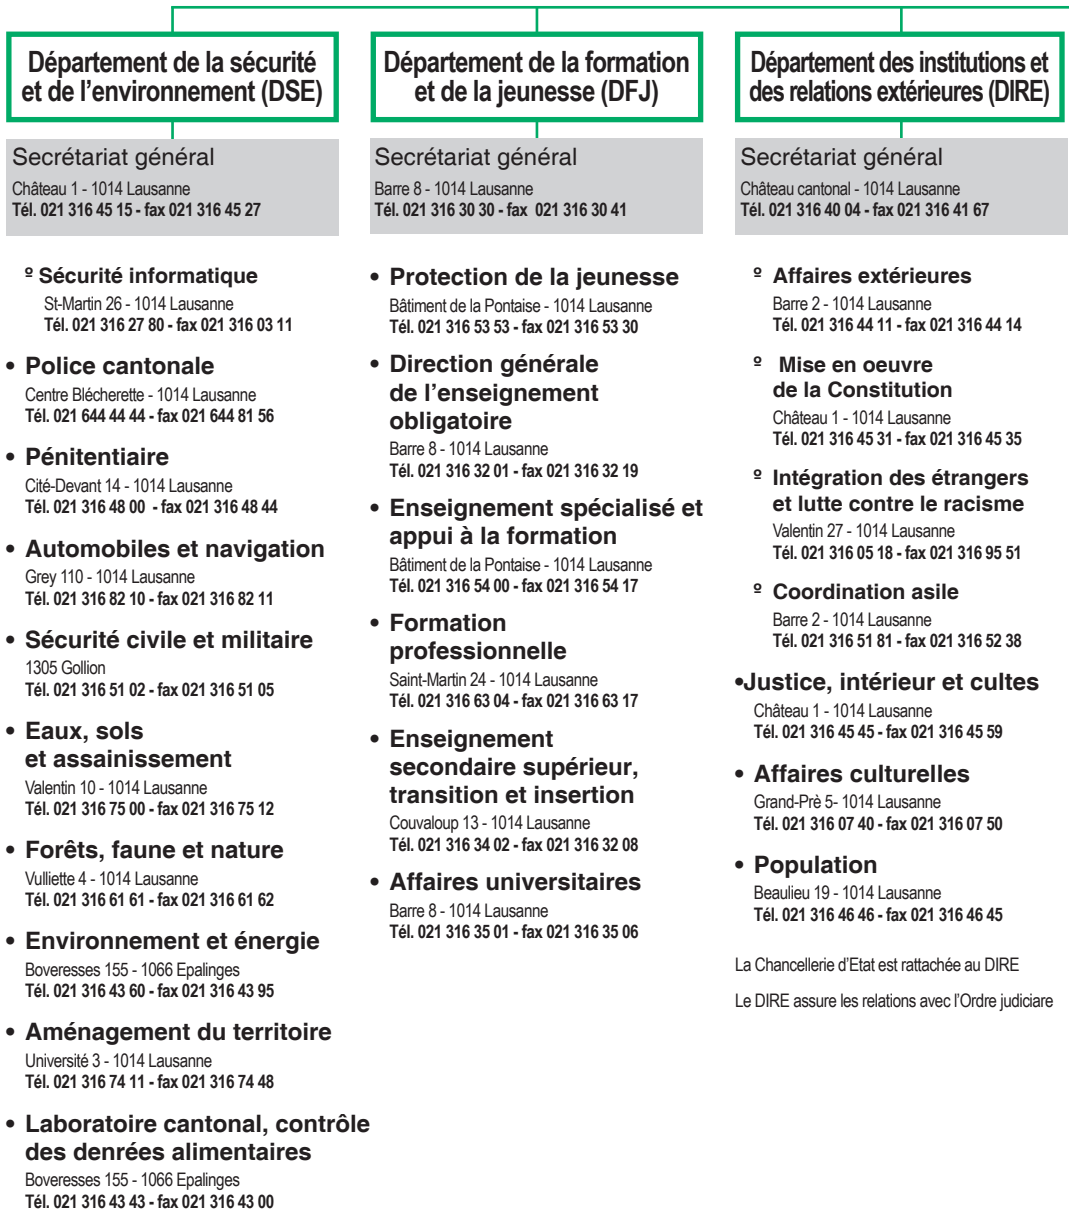 Département de la sécurité
et de l'environnement (DSE)
Secrétariat général
Château 1 - 1014 Lausanne
Tél. 021 316 45 15 - fax 021 316 45 27
º Sécurité informatique
St-Martin 26 - 1014 Lausanne
Tél. 021 316 27 80 - fax 021 316 03 11
• Police cantonale
Centre Blécherette - 1014 Lausanne
Tél. 021 644 44 44 - fax 021 644 81 56
• Pénitentiaire
Cité-Devant 14 - 1014 Lausanne
Tél. 021 316 48 00 - fax 021 316 48 44
• Automobiles et navigation
Grey 110 - 1014 Lausanne
Tél. 021 316 82 10 - fax 021 316 82 11
• Sécurité civile et militaire
1305 Gollion
Tél. 021 316 51 02 - fax 021 316 51 05
• Eaux, sols
et assainissement
Valentin 10 - 1014 Lausanne
Tél. 021 316 75 00 - fax 021 316 75 12
• Forêts, faune et nature
Vulliette 4 - 1014 Lausanne
Tél. 021 316 61 61 - fax 021 316 61 62
• Environnement et énergie
Boveresses 155 - 1066 Epalinges
Tél. 021 316 43 60 - fax 021 316 43 95
• Aménagement du territoire
Université 3 - 1014 Lausanne
Tél. 021 316 74 11 - fax 021 316 74 48
• Laboratoire cantonal, contrôle
des denrées alimentaires
Boveresses 155 - 1066 Epalinges
Tél. 021 316 43 43 - fax 021 316 43 00
Département de la formation
et de la jeunesse (DFJ)
Secrétariat général
Barre 8 - 1014 Lausanne
Tél. 021 316 30 30 - fax 021 316 30 41
• Protection de la jeunesse
Bâtiment de la Pontaise - 1014 Lausanne
Tél. 021 316 53 53 - fax 021 316 53 30
• Direction générale
de l'enseignement
obligatoire
Barre 8 - 1014 Lausanne
Tél. 021 316 32 01 - fax 021 316 32 19
• Enseignement spécialisé et
appui à la formation
Bâtiment de la Pontaise - 1014 Lausanne
Tél. 021 316 54 00 - fax 021 316 54 17
• Formation
professionnelle
Saint-Martin 24 - 1014 Lausanne
Tél. 021 316 63 04 - fax 021 316 63 17
• Enseignement
secondaire supérieur,
transition et insertion
Couvaloup 13 - 1014 Lausanne
Tél. 021 316 34 02 - fax 021 316 32 08
• Affaires universitaires
Barre 8 - 1014 Lausanne
Tél. 021 316 35 01 - fax 021 316 35 06
Département des institutions et
des relations extérieures (DIRE)
Secrétariat général
Château cantonal - 1014 Lausanne
Tél. 021 316 40 04 - fax 021 316 41 67
º Affaires extérieures
Barre 2 - 1014 Lausanne
Tél. 021 316 44 11 - fax 021 316 44 14
º Mise en oeuvre
de la Constitution
Château 1 - 1014 Lausanne
Tél. 021 316 45 31 - fax 021 316 45 35
º Intégration des étrangers
et lutte contre le racisme
Valentin 27 - 1014 Lausanne
Tél. 021 316 05 18 - fax 021 316 95 51
º Coordination asile
Barre 2 - 1014 Lausanne
Tél. 021 316 51 81 - fax 021 316 52 38
•Justice, intérieur et cultes
Château 1 - 1014 Lausanne
Tél. 021 316 45 45 - fax 021 316 45 59
• Affaires culturelles
Grand-Prè 5- 1014 Lausanne
Tél. 021 316 07 40 - fax 021 316 07 50
• Population
Beaulieu 19 - 1014 Lausanne
Tél. 021 316 46 46 - fax 021 316 46 45
La Chancellerie d'Etat est rattachée au DIRE
Le DIRE assure les relations avec l'Ordre judiciare